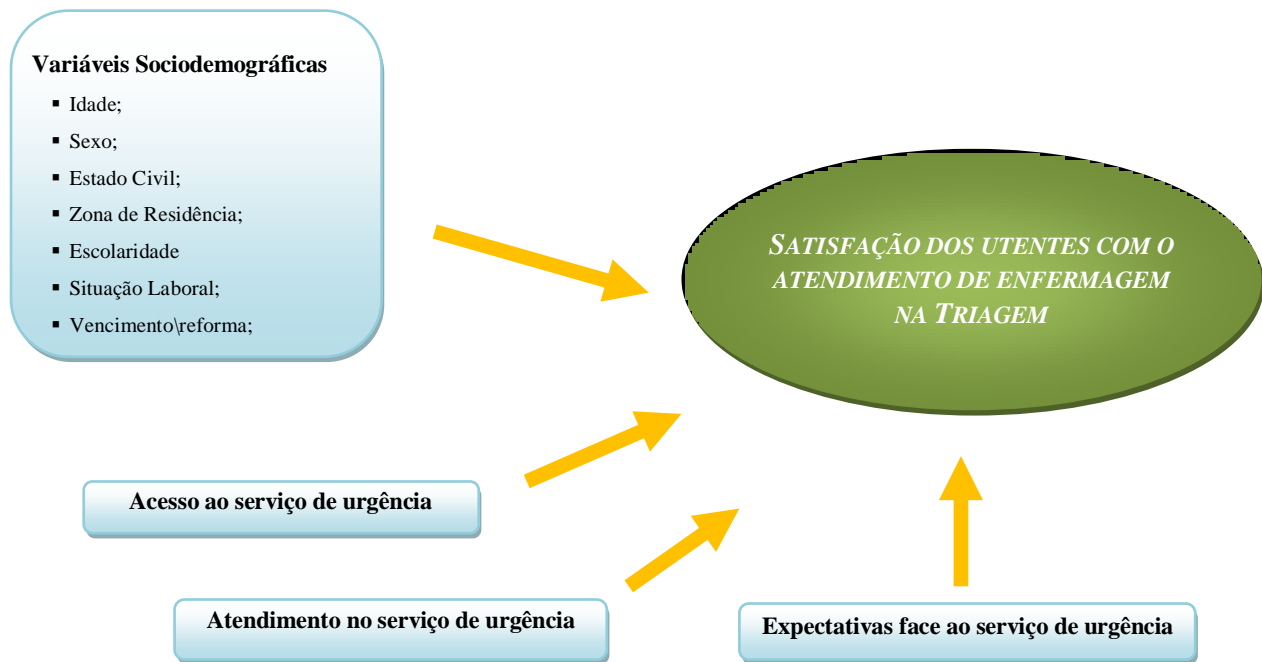 Variáveis Sociodemográficas
▪ Idade;
▪ Sexo;
▪ Estado Civil;
▪ Zona de Residência;
▪ Escolaridade
▪ Situação Laboral;
▪ Vencimento\reforma;
SATISFAÇÃO DOS UTENTES COM O
ATENDIMENTO DE ENFERMAGEM
NA TRIAGEM
Acesso ao serviço de urgência
Atendimento no serviço de urgência
Expectativas face ao serviço de urgência